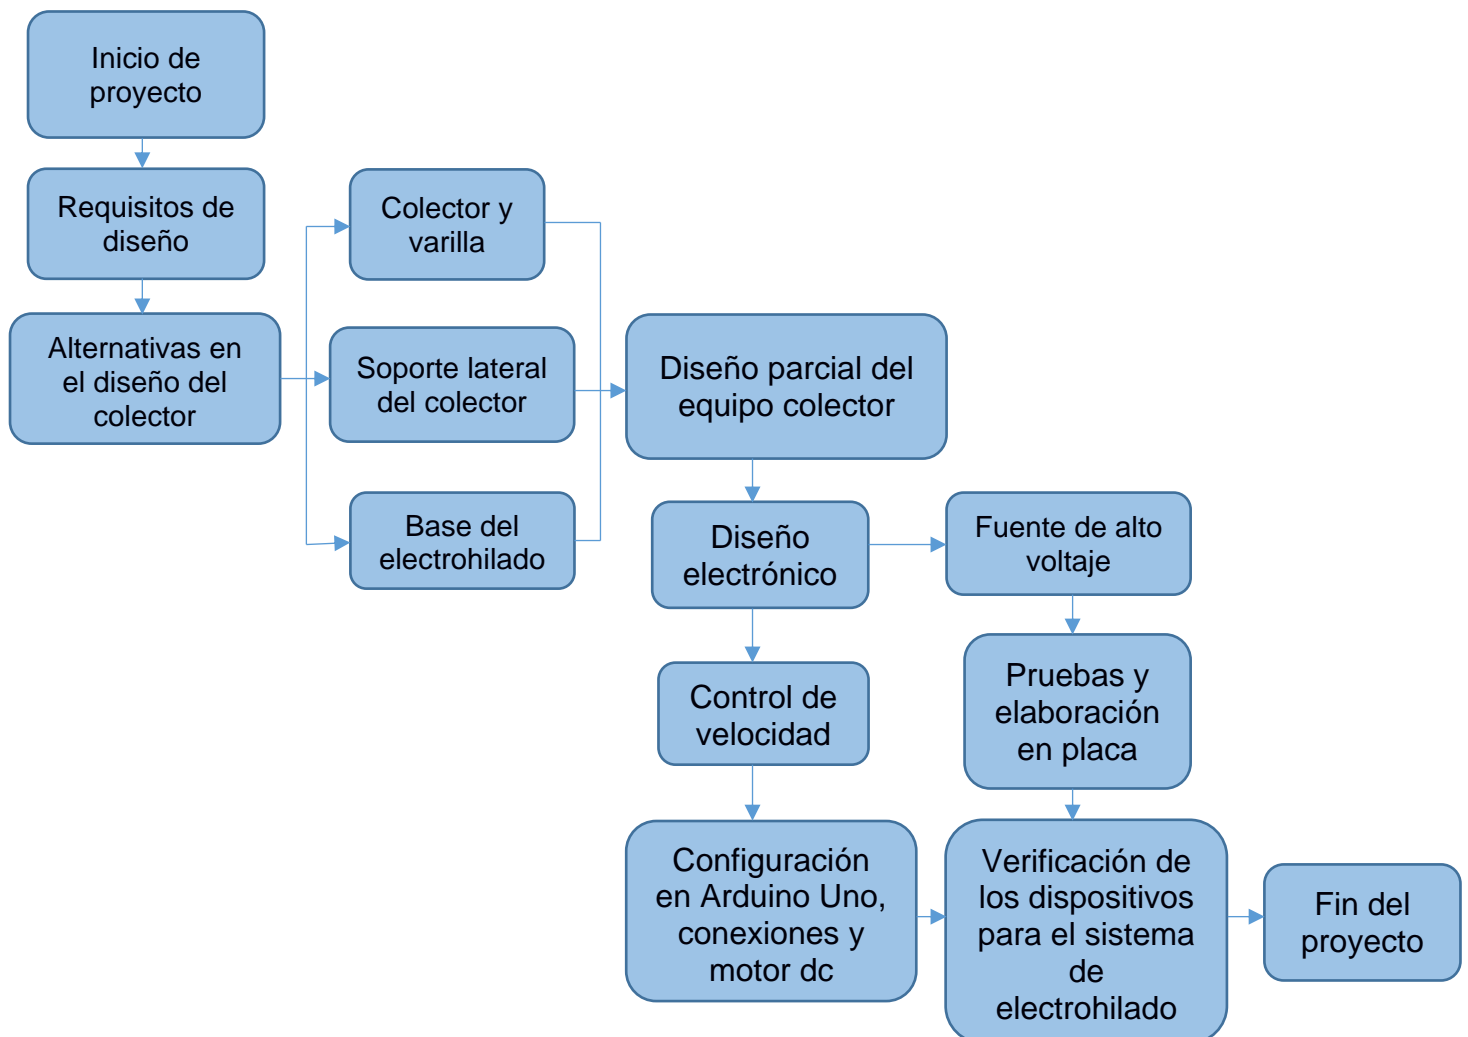 Inicio de
proyecto
Requisitos de
diseño
Alternativas en
el diseño del
colector
Colector y
varilla
Soporte lateral
del colector
Base del
electrohilado
Diseño parcial del
equipo colector
Diseño
electrónico
Fuente de alto
voltaje
Control de
velocidad
Pruebas y
elaboración
en placa
Configuración
en Arduino Uno,
conexiones y
motor dc
Verificación de
los dispositivos
para el sistema
de
electrohilado
Fin del
proyecto